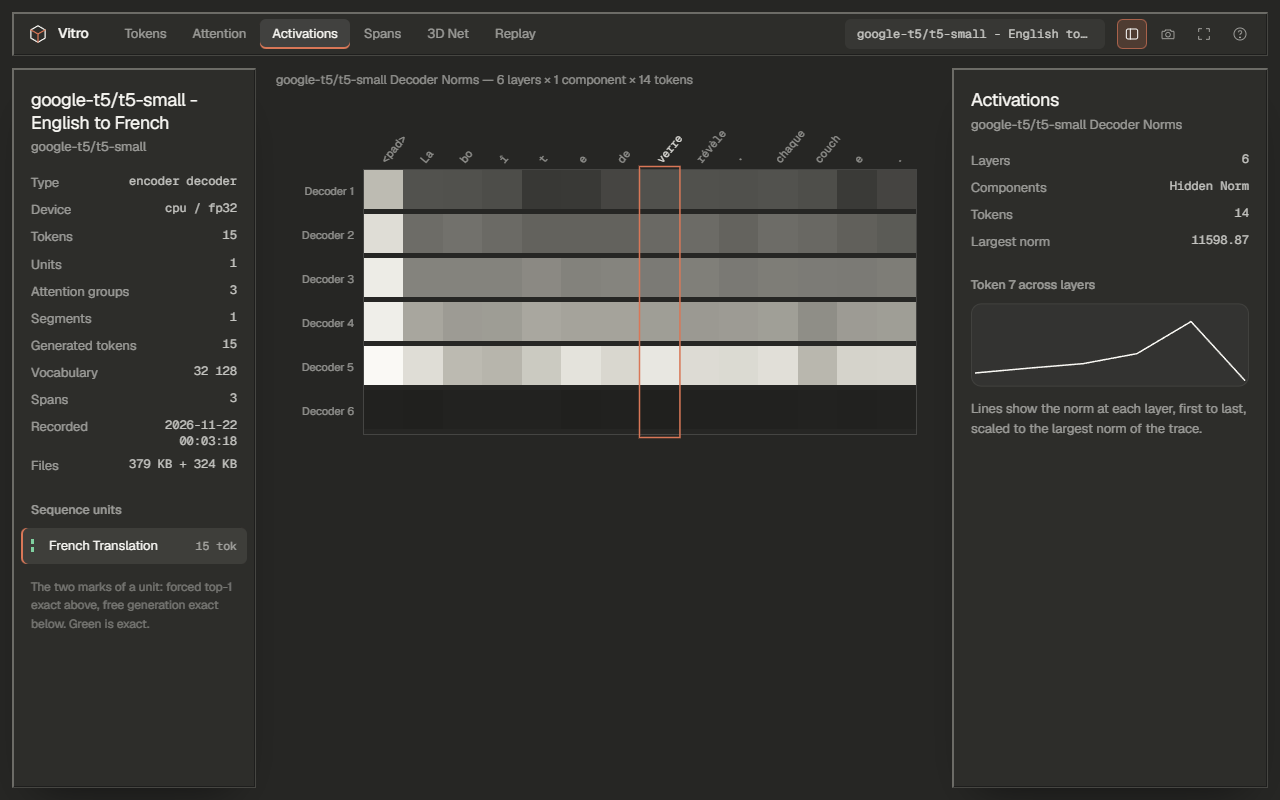 Vitro
Tokens
Attention
Activations
Spans
3D Net
Replay
google-t5/t5-small - English to…
google-t5/t5-small -
English to French
google-t5/t5-small
Type encoder decoder
Device cpu / fp32
Tokens 15
Units 1
Attention groups 3
Segments 1
Generated tokens 15
Vocabulary 32 128
Spans 3
Recorded 2026-11-22
00:03:18
Files 379 KB + 324 KB
Sequence units
French Translation 15 tok
The two marks of a unit: forced top-1
exact above, free generation exact
below. Green is exact.
google-t5/t5-small Decoder Norms — 6 layers × 1 component × 14 tokens
<pad> La bo î t e de verre révèle . chaque couch e .
Decoder 1
Decoder 2
Decoder 3
Decoder 4
Decoder 5
Decoder 6
Activations
google-t5/t5-small Decoder Norms
Layers 6
Components Hidden Norm
Tokens 14
Largest norm 11598.87
Token 7 across layers
Lines show the norm at each layer, first to last,
scaled to the largest norm of the trace.